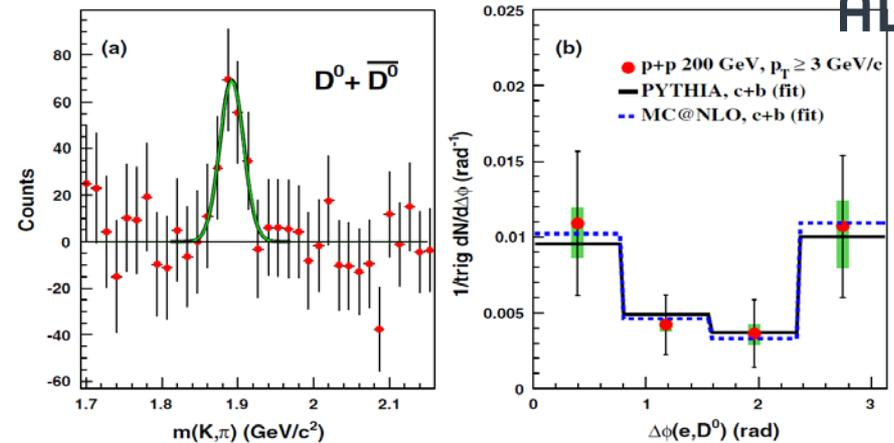 (a)
D⁰+ D̅⁰
Counts
80
60
40
20
0
-20
-40
-60
1.7 1.8 1.9 2 2.1
m(K,π) (GeV/c²)
(b)
p+p 200 GeV, p_T ≥ 3 GeV/c
PYTHIA, c+b (fit)
MC@NLO, c+b (fit)
1/trig dN/dΔϕ (rad⁻¹)
0.025
0.02
0.015
0.01
0.005
0
0 1 2 3
Δϕ(e,D⁰) (rad)